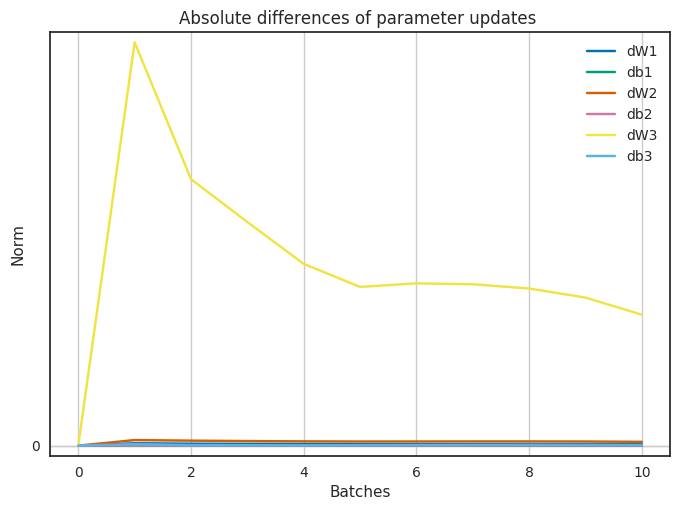 Absolute differences of parameter updates
dW1
db1
dW2
db2
dW3
db3
Norm
0
0 2 4 6 8 10
Batches